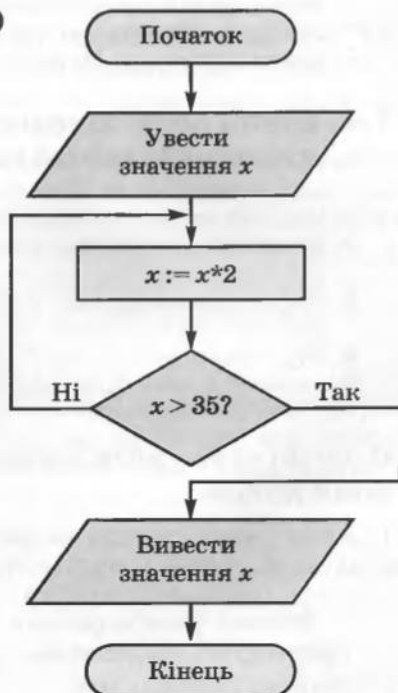 Початок
Увести
значення x
x := x*2
x > 35?
Ні
Так
Вивести
значення x
Кінець